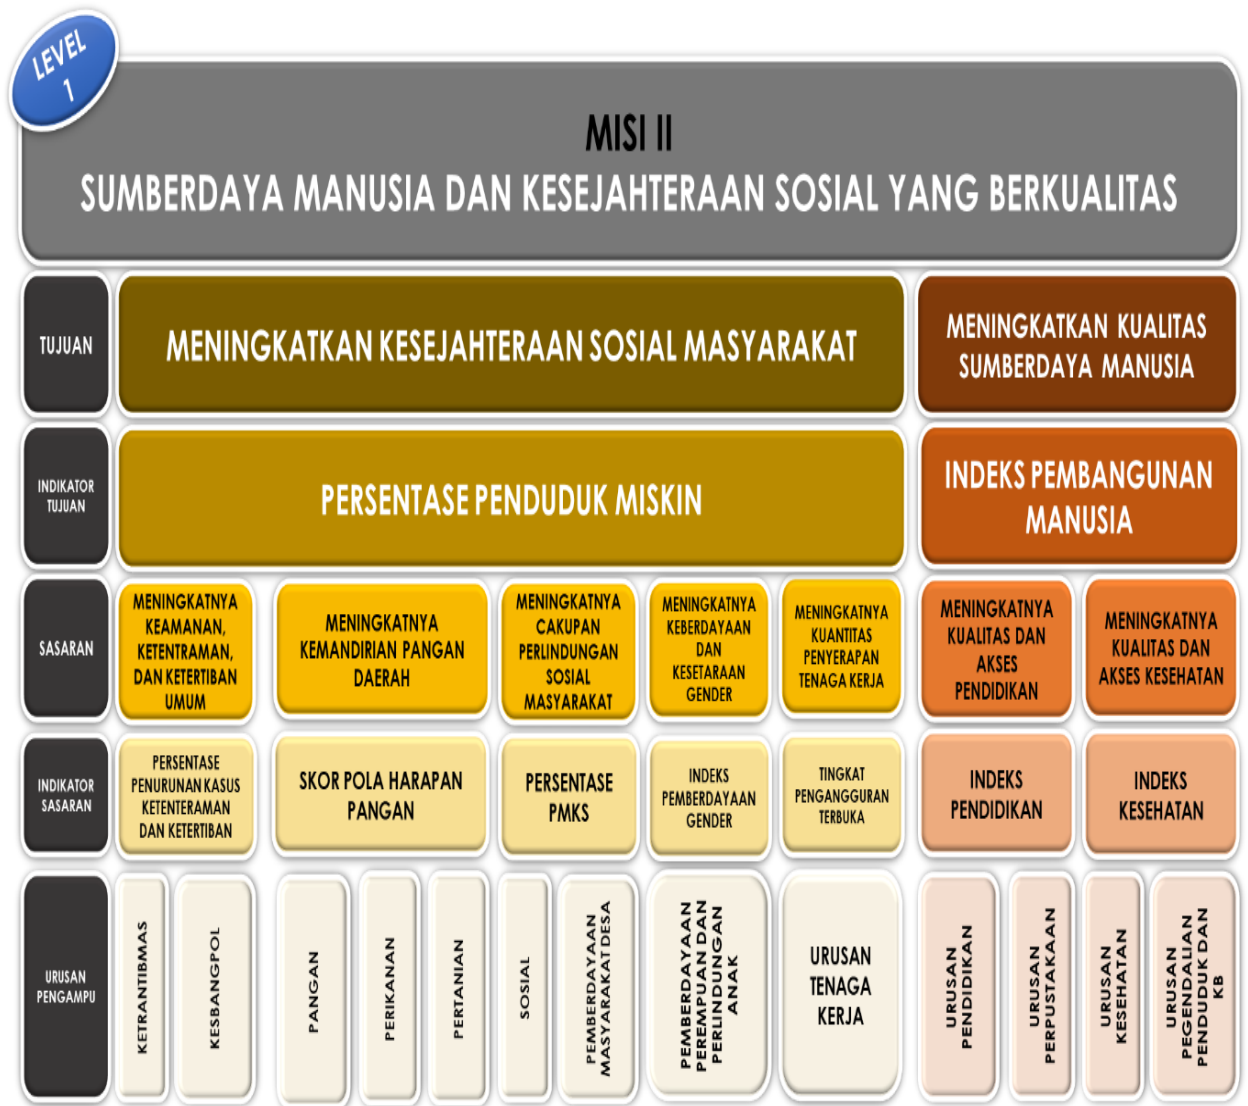 LEVEL
1
MISI II
SUMBERDAYA MANUSIA DAN KESEJAHTERAAN SOSIAL YANG BERKUALITAS
TUJUAN
MENINGKATKAN KESEJAHTERAAN SOSIAL MASYARAKAT
MENINGKATKAN KUALITAS
SUMBERDAYA MANUSIA
INDIKATOR
TUJUAN
PERSENTASE PENDUDUK MISKIN
INDEKS PEMBANGUNAN
MANUSIA
SASARAN
MENINGKATNYA
KEAMANAN,
KETENTRAMAN,
DAN KETERTIBAN
UMUM
MENINGKATNYA
KEMANDIRIAN PANGAN
DAERAH
MENINGKATNYA
CAKUPAN
PERLINDUNGAN
SOSIAL
MASYARAKAT
MENINGKATNYA
KEBERDAYAAN
DAN
KESETARAAN
GENDER
MENINGKATNYA
KUANTITAS
PENYERAPAN
TENAGA KERJA
MENINGKATNYA
KUALITAS DAN
AKSES
PENDIDIKAN
MENINGKATNYA
KUALITAS DAN
AKSES KESEHATAN
INDIKATOR
SASARAN
PERSENTASE
PENURUNAN KASUS
KETENTERAMAN
DAN KETERTIBAN
SKOR POLA HARAPAN
PANGAN
PERSENTASE
PMKS
INDEKS
PEMBERDAYAAN
GENDER
TINGKAT
PENGANGGURAN
TERBUKA
INDEKS
PENDIDIKAN
INDEKS
KESEHATAN
URUSAN
PENGAMPU
KETRANTIBMAS
KESBANGPOL
PANGAN
PERIKANAN
PERTANIAN
SOSIAL
PEMBERDAYAAN
MASYARAKAT DESA
PEMBERDAYAAN
PEREMPUAN DAN
PERLINDUNGAN
ANAK
URUSAN
TENAGA
KERJA
URUSAN
PENDIDIKAN
URUSAN
PERPUSTAKAAN
URUSAN
KESEHATAN
URUSAN
PEGENDALIAN
PENDUDUK DAN
KB